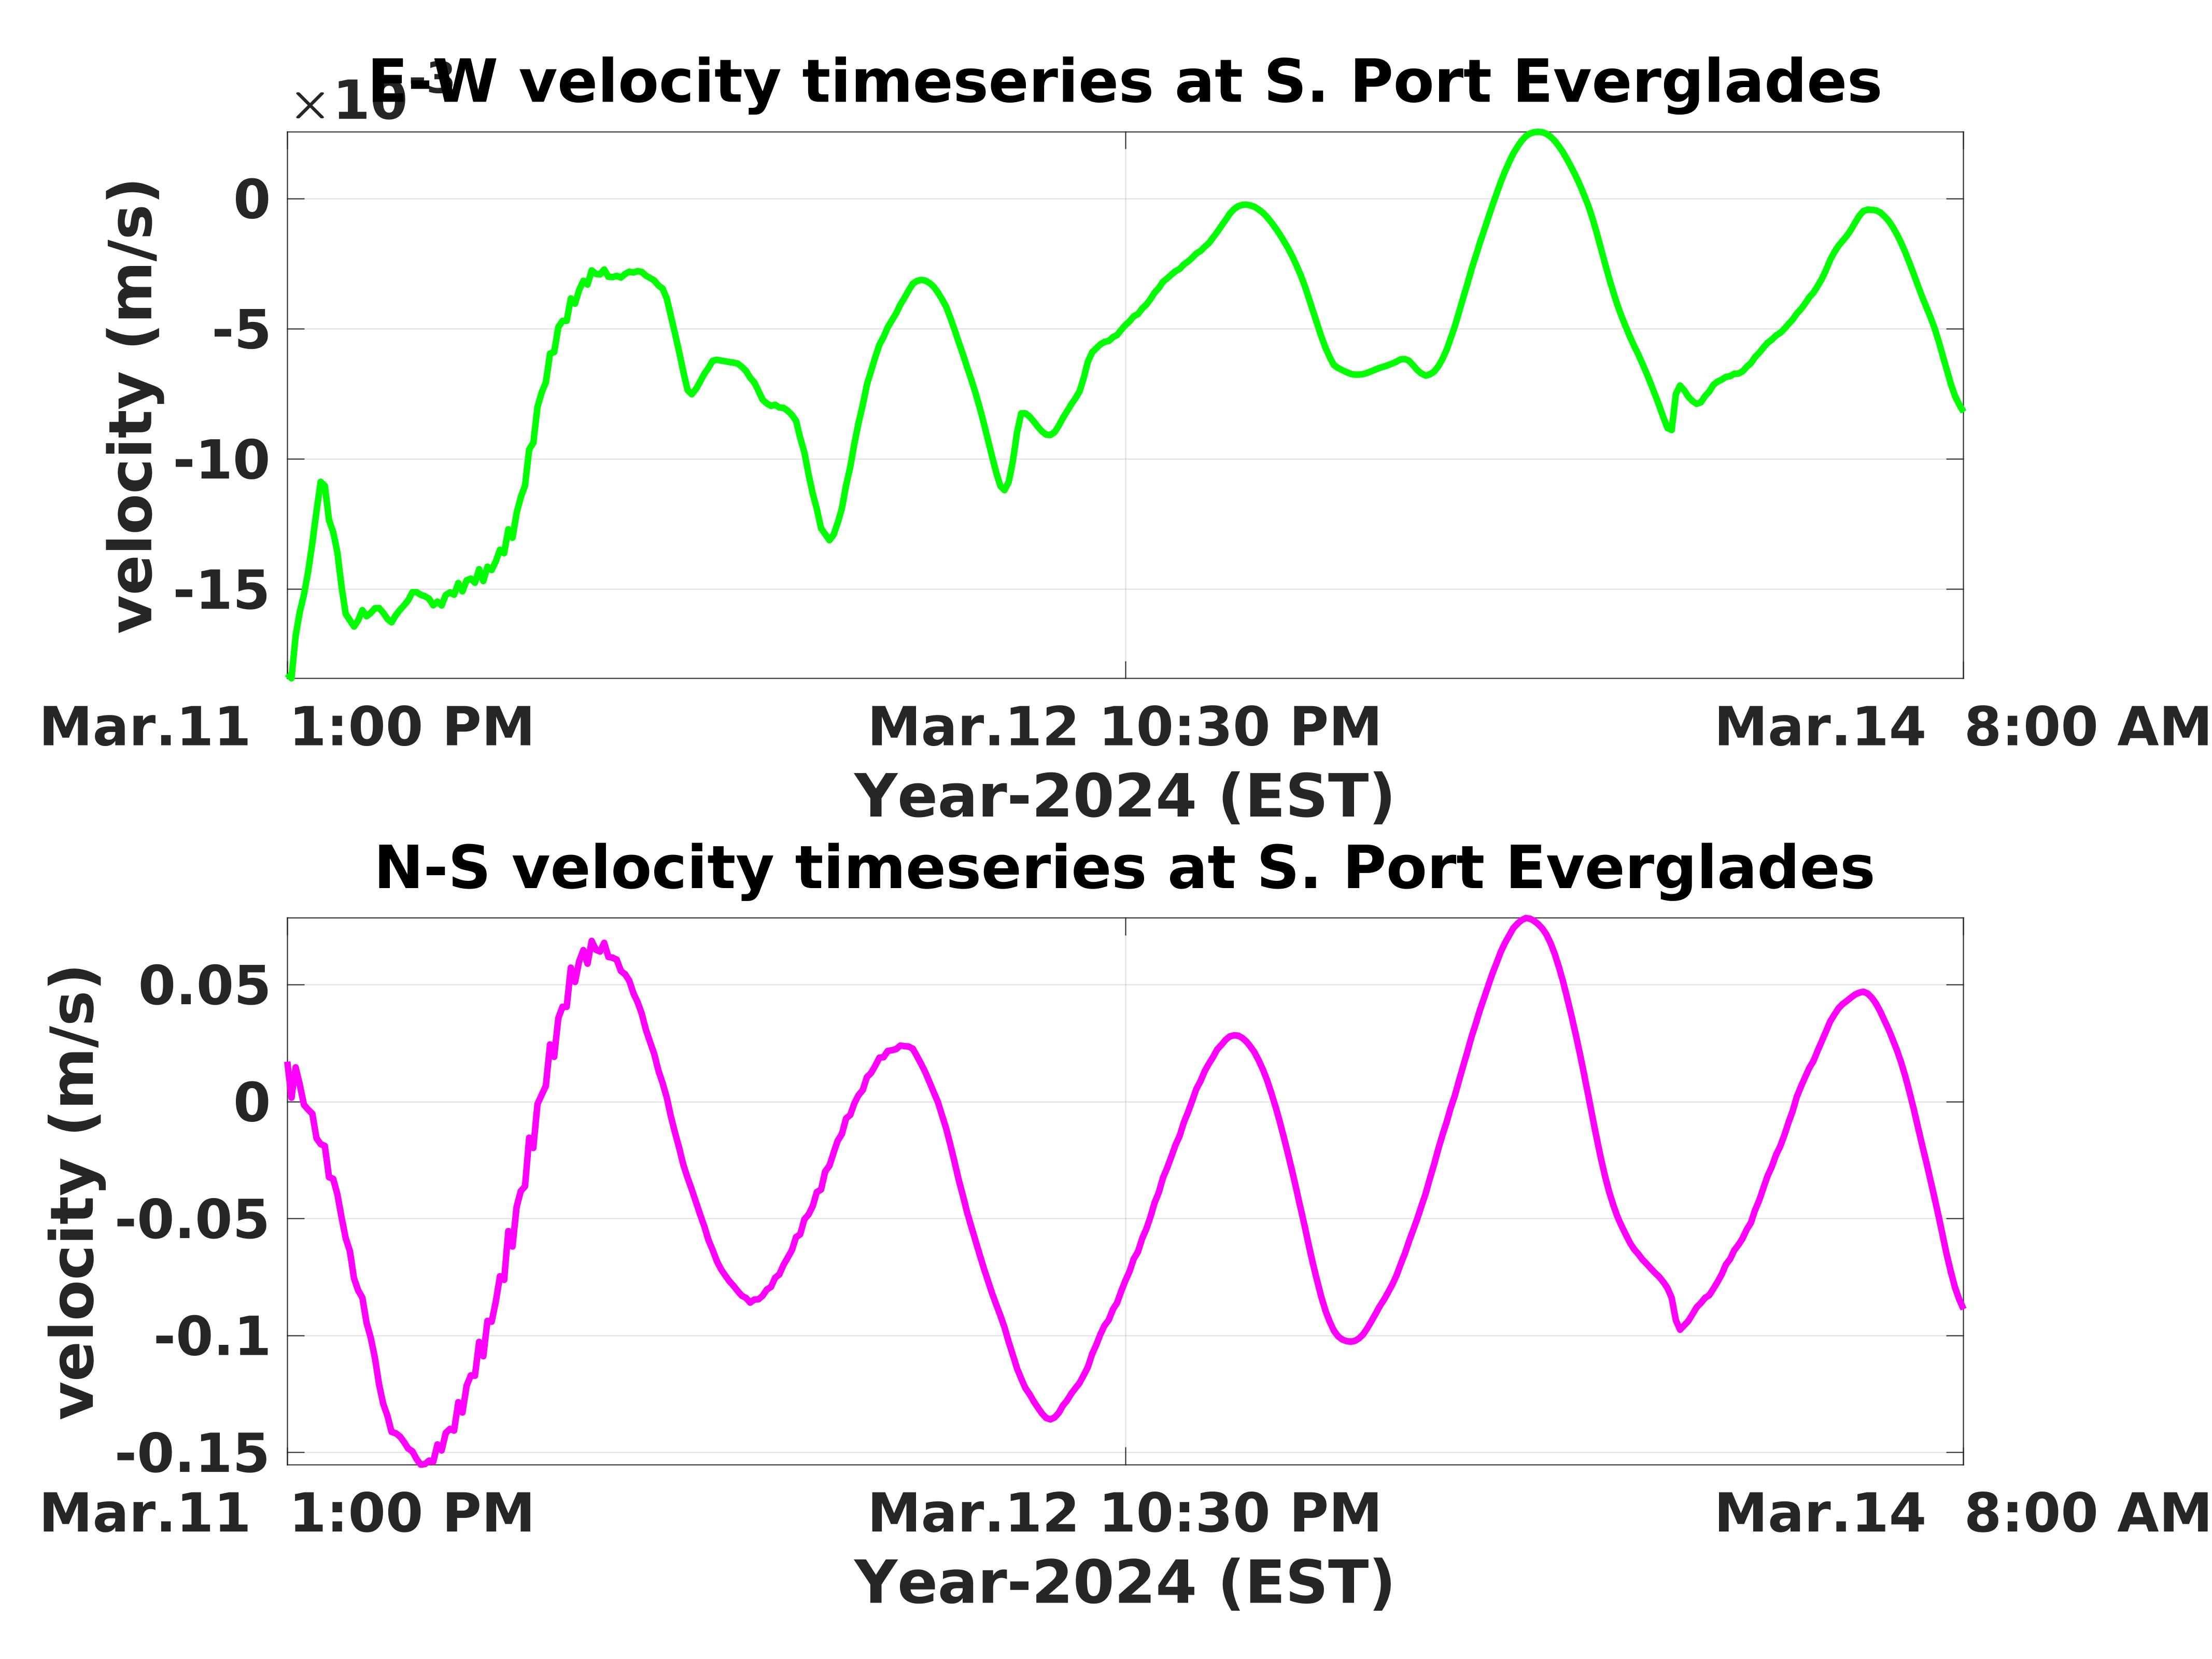 ×10-3
E-W velocity timeseries at S. Port Everglades
velocity (m/s)
0
-5
-10
-15
Mar.11  1:00 PM
Mar.12 10:30 PM
Mar.14  8:00 AM
Year-2024 (EST)
N-S velocity timeseries at S. Port Everglades
velocity (m/s)
0.05
0
-0.05
-0.1
-0.15
Mar.11  1:00 PM
Mar.12 10:30 PM
Mar.14  8:00 AM
Year-2024 (EST)